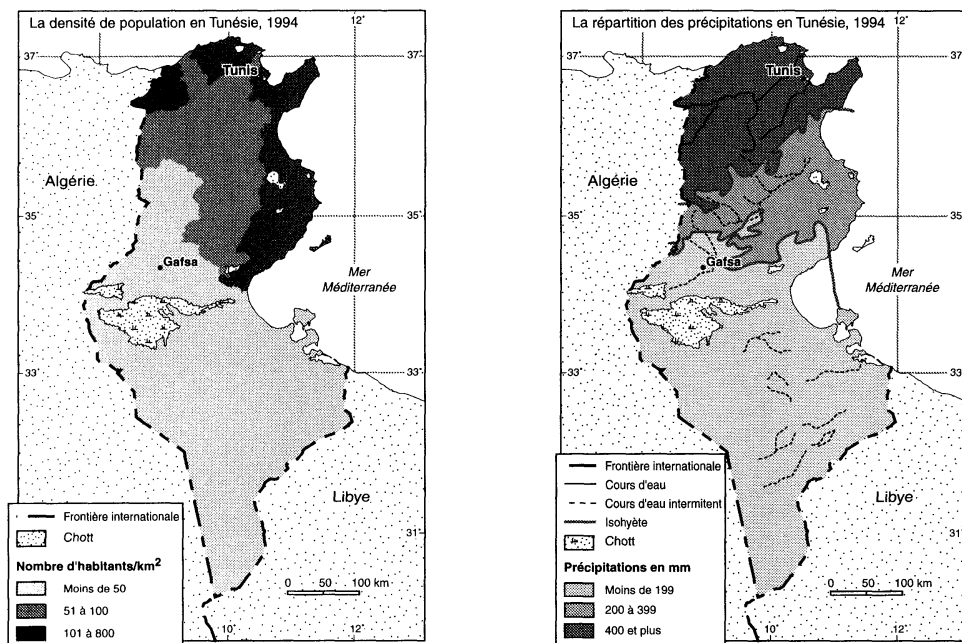 La densité de population en Tunésie, 1994
12°
37°
37°
Tunis
Algérie
35°
35°
Gafsa
Mer
Méditerranée
33°
33°
Libye
31°
10°
12°
0 50 100 km
Frontière internationale
Chott
Nombre d'habitants/km²
Moins de 50
51 à 100
101 à 800
La répartition des précipitations en Tunésie, 1994
12°
37°
37°
Tunis
Algérie
35°
35°
Gafsa
Mer
Méditerranée
33°
33°
Libye
31°
10°
12°
0 50 100 km
Frontière internationale
Cours d'eau
Cours d'eau intermitent
Isohyète
Chott
Précipitations en mm
Moins de 199
200 à 399
400 et plus